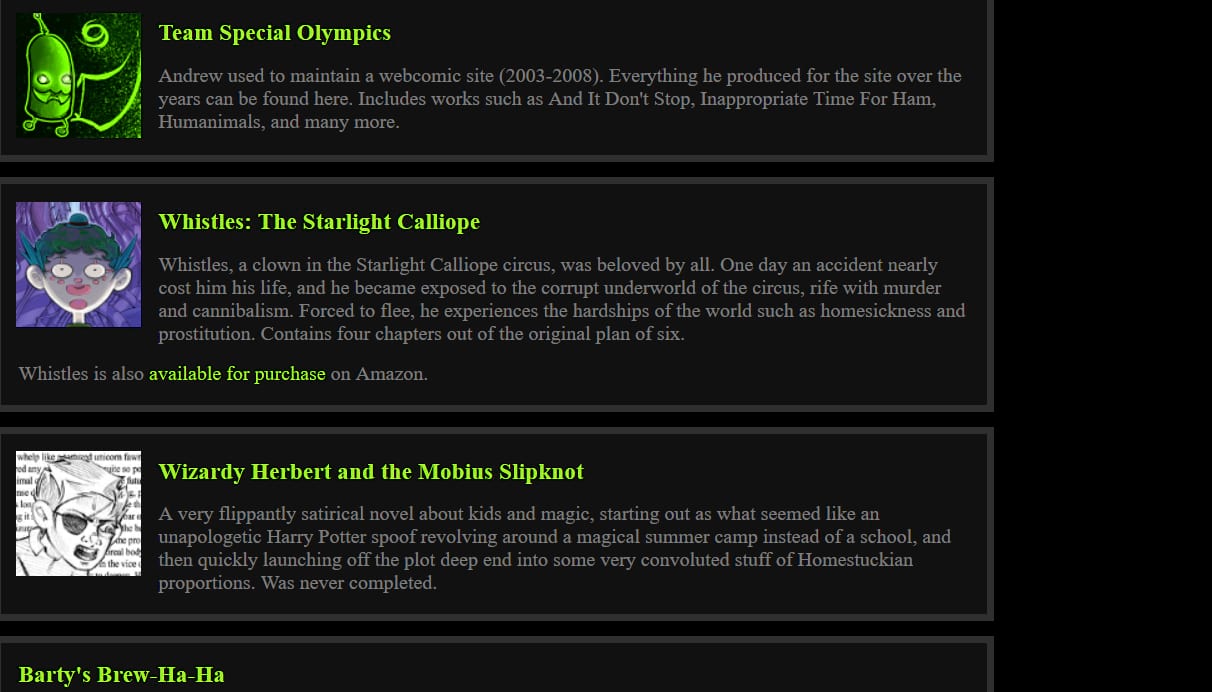 Team Special Olympics
Andrew used to maintain a webcomic site (2003-2008). Everything he produced for the site over the
years can be found here. Includes works such as And It Don't Stop, Inappropriate Time For Ham,
Humanimals, and many more.
Whistles: The Starlight Calliope
Whistles, a clown in the Starlight Calliope circus, was beloved by all. One day an accident nearly
cost him his life, and he became exposed to the corrupt underworld of the circus, rife with murder
and cannibalism. Forced to flee, he experiences the hardships of the world such as homesickness and
prostitution. Contains four chapters out of the original plan of six.
Whistles is also available for purchase on Amazon.
Wizardy Herbert and the Mobius Slipknot
A very flippantly satirical novel about kids and magic, starting out as what seemed like an
unapologetic Harry Potter spoof revolving around a magical summer camp instead of a school, and
then quickly launching off the plot deep end into some very convoluted stuff of Homestuckian
proportions. Was never completed.
Barty's Brew-Ha-Ha